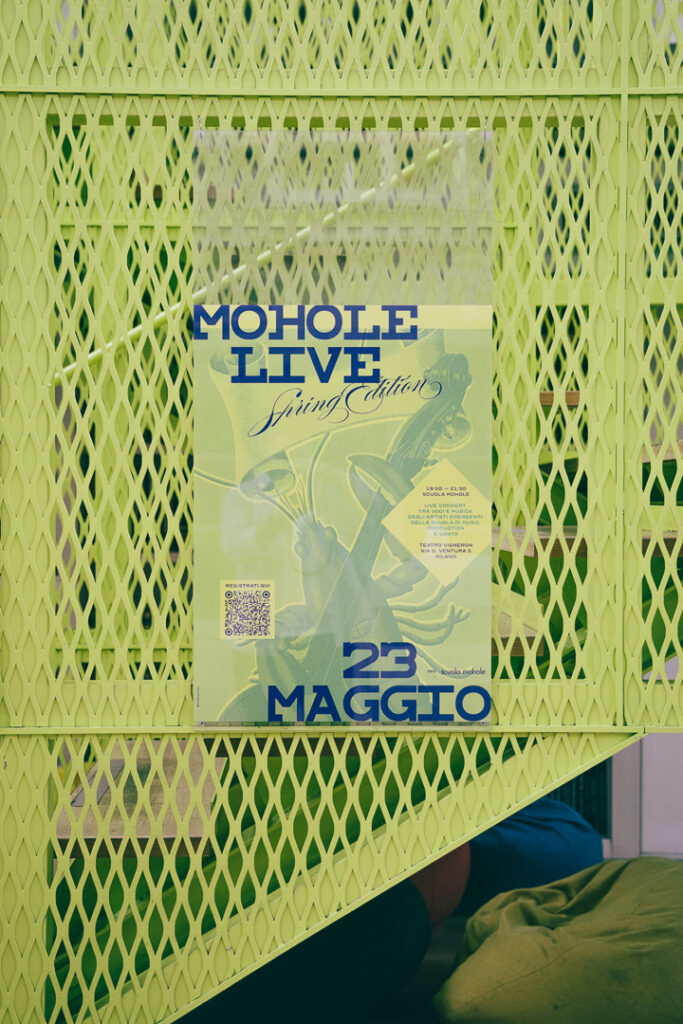 MOHOLE
LIVE
Spring Edition
19,00 — 21:30
SCUOLA MOHOLE
LIVE CONCERT
TRA VOCI E MUSICA
DEGLI ARTISTI EMERGENTI
DELLA SCUOLA DI MUSIC
PRODUCTION
E CANTO
TEATRO VIGNERON
VIA G. VENTURA 5
MILANO
REGISTRATI QUI
23
scuola mohole
MAGGIO